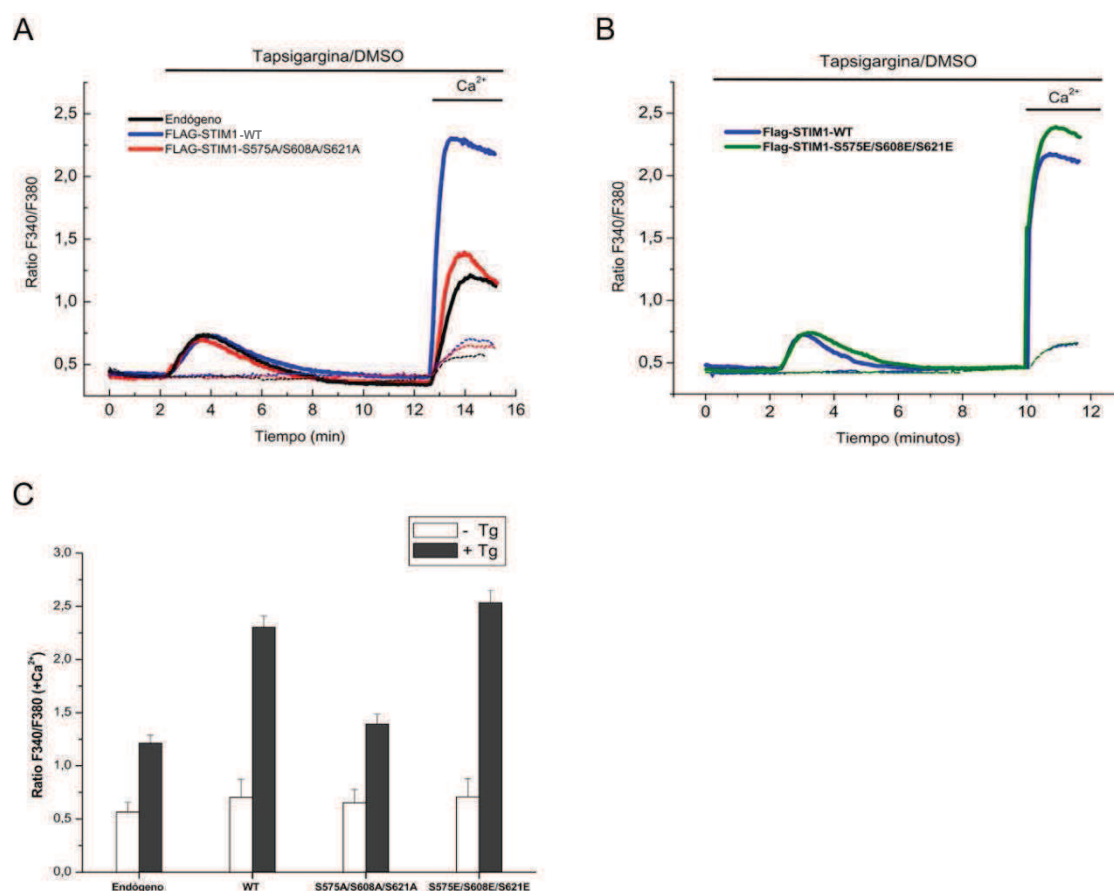 A
Tapsigargina/DMSO
Ca²⁺
Endógeno
FLAG-STIM1-WT
FLAG-STIM1-S575A/S608A/S621A
Ratio F340/F380
2,5
2,0
1,5
1,0
0,5
0 2 4 6 8 10 12 14 16
Tiempo (min)
B
Tapsigargina/DMSO
Ca²⁺
Flag-STIM1-WT
Flag-STIM1-S575E/S608E/S621E
Ratio F340/F380
2,5
2,0
1,5
1,0
0,5
0 2 4 6 8 10 12
Tiempo (minutos)
C
- Tg
+ Tg
Ratio F340/F380 (+Ca²⁺)
3,0
2,5
2,0
1,5
1,0
0,5
0,0
Endógeno WT S575A/S608A/S621A S575E/S608E/S621E